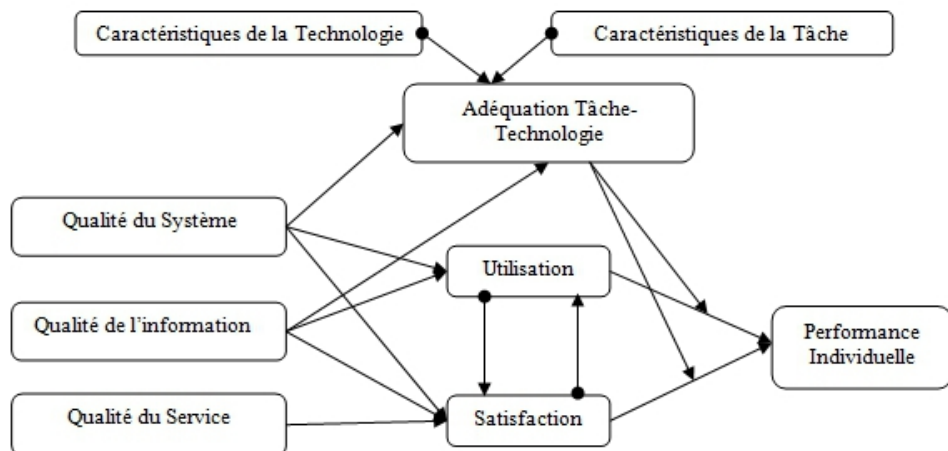 Caractéristiques de la Technologie
Caractéristiques de la Tâche
Adéquation Tâche-
Technologie
Qualité du Système
Utilisation
Qualité de l'information
Performance
Individuelle
Qualité du Service
Satisfaction